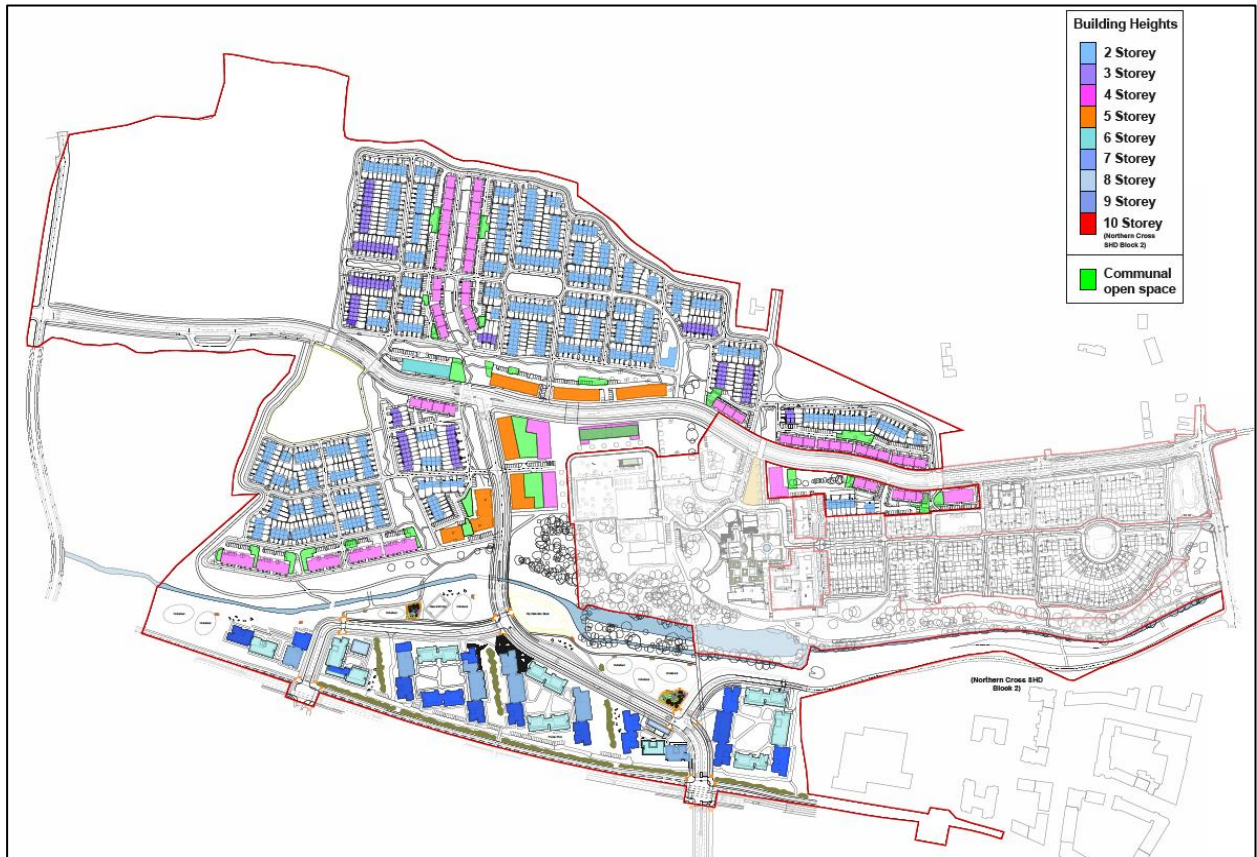 Building Heights
2 Storey
3 Storey
4 Storey
5 Storey
6 Storey
7 Storey
8 Storey
9 Storey
10 Storey
(Northern Cross
SHD Block 2)
Communal
open space
(Northern Cross SHD
Block 2)